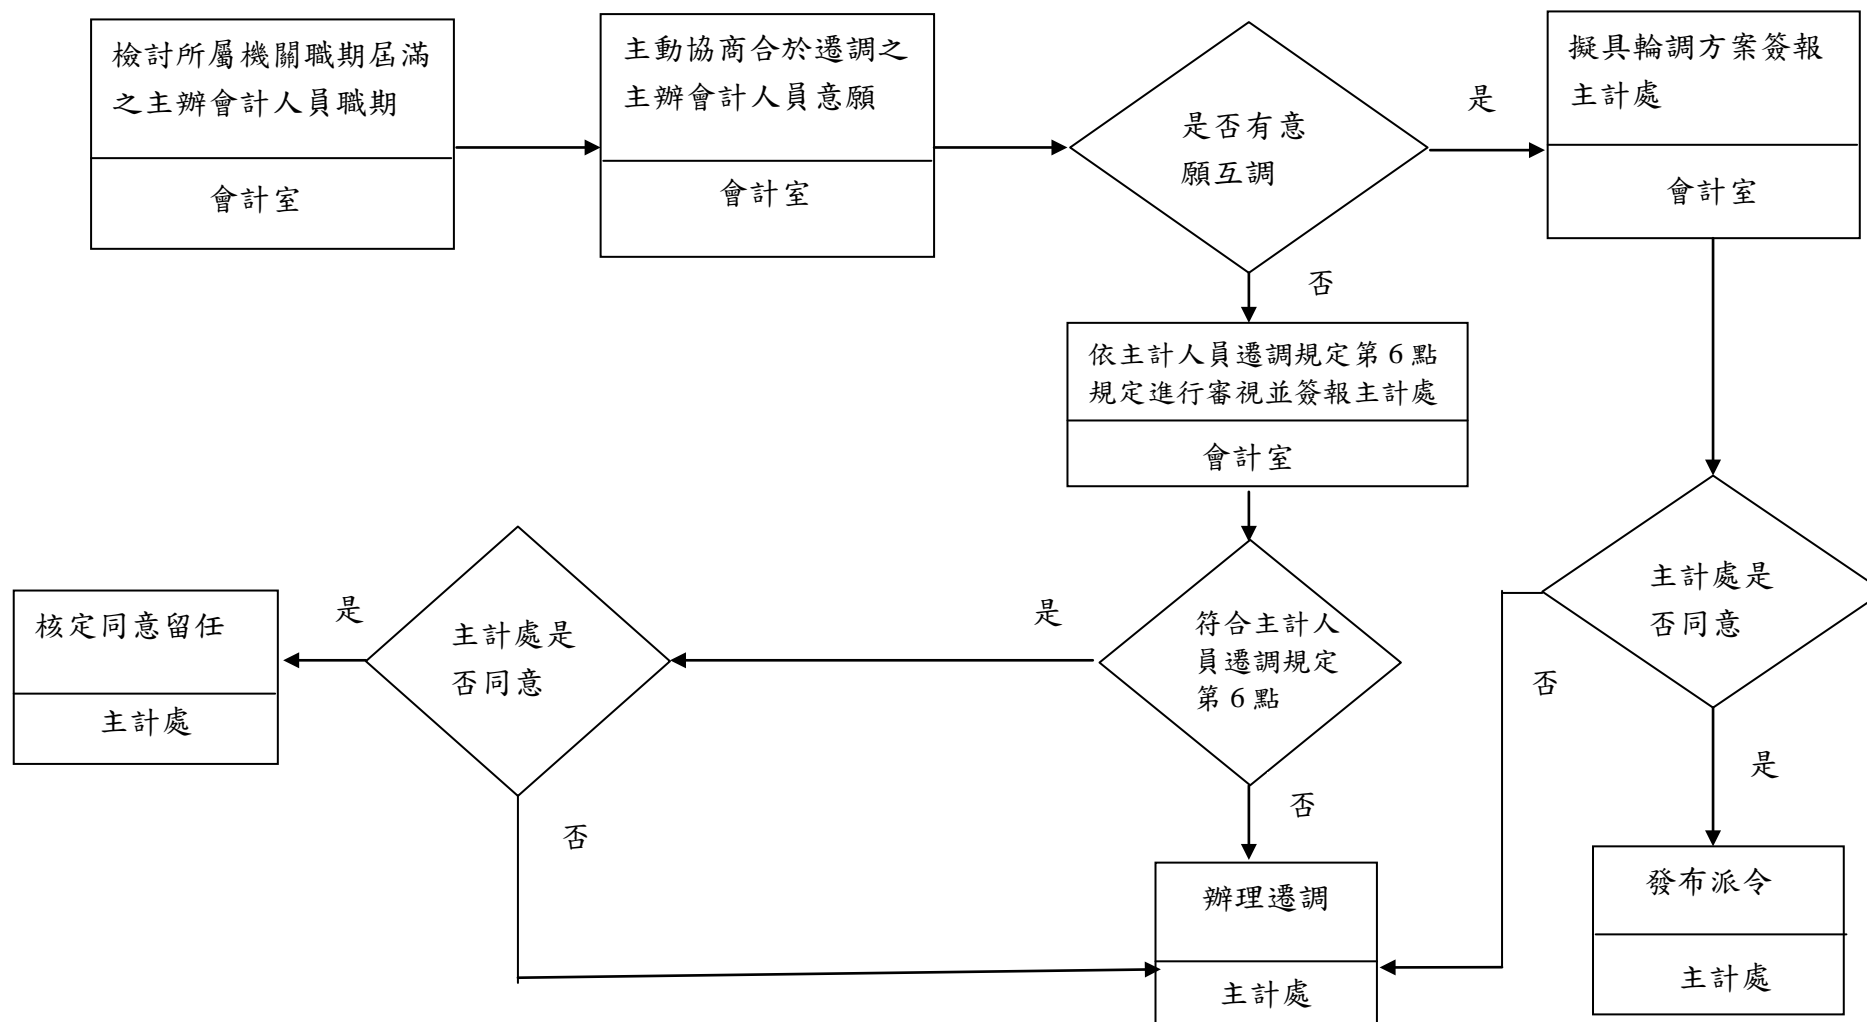 檢討所屬機關職期屆滿
之主辦會計人員職期
會計室
主動協商合於遷調之
主辦會計人員意願
會計室
是否有意
願互調
是
擬具輪調方案簽報
主計處
會計室
否
依主計人員遷調規定第6點
規定進行審視並簽報主計處
會計室
主計處是
否同意
否
是
發布派令
主計處
符合主計人
員遷調規定
第6點
是
否
主計處是
否同意
是
否
核定同意留任
主計處
辦理遷調
主計處